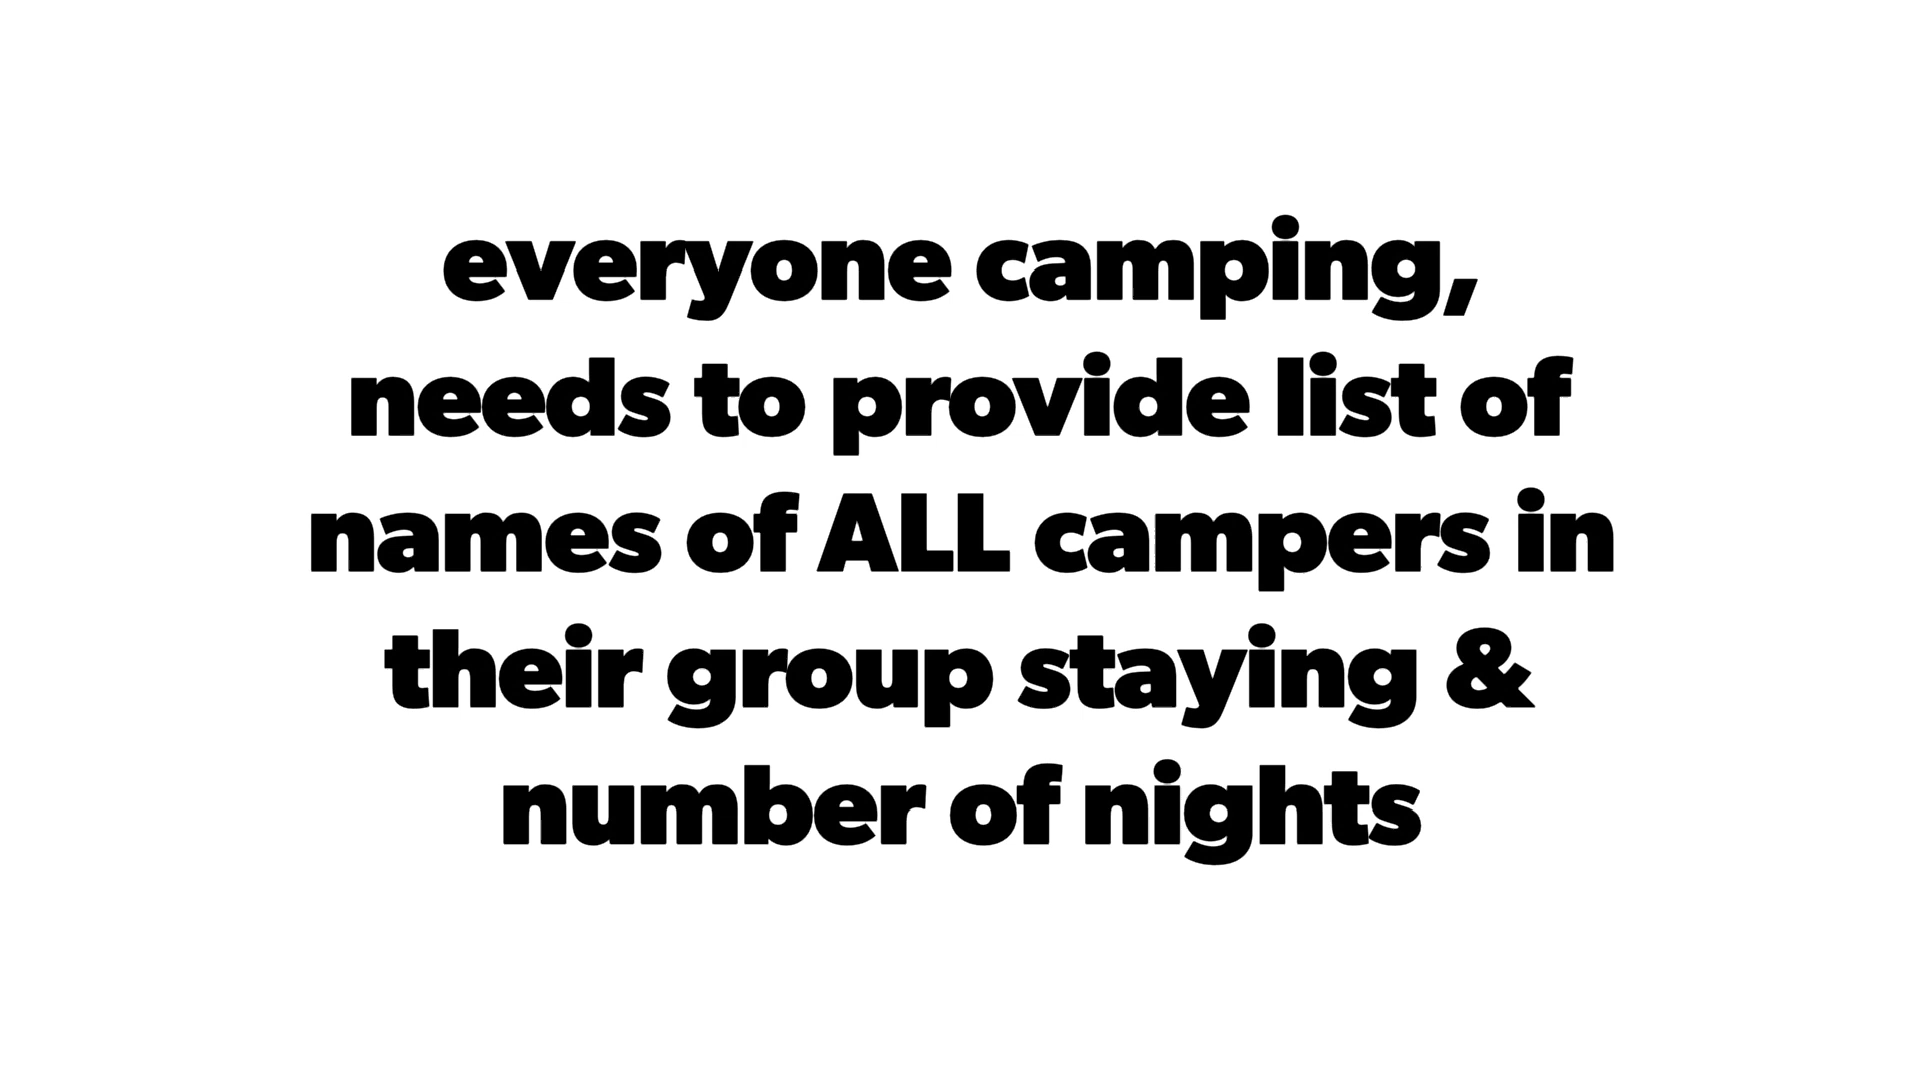 everyone camping,
needs to provide list of
names of ALL campers in
their group staying &
number of nights